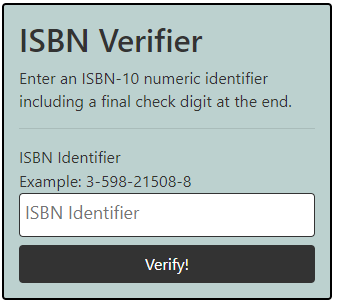 ISBN Verifier
Enter an ISBN-10 numeric identifier
including a final check digit at the end.
ISBN Identifier
Example: 3-598-21508-8
ISBN Identifier
Verify!